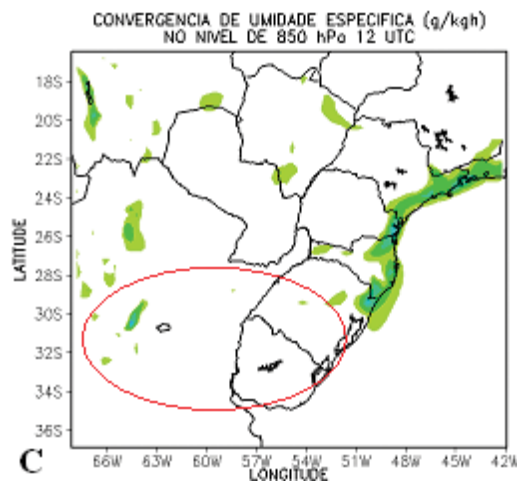 CONVERGENCIA DE UMIDADE ESPECIFICA (g/kgh)
NO NIVEL DE 850 hPa 12 UTC
18S
20S
22S
24S
26S
28S
30S
32S
34S
36S
LATITUDE
66W 63W 60W 57W 54W 51W 48W 45W 42W
LONGITUDE
C